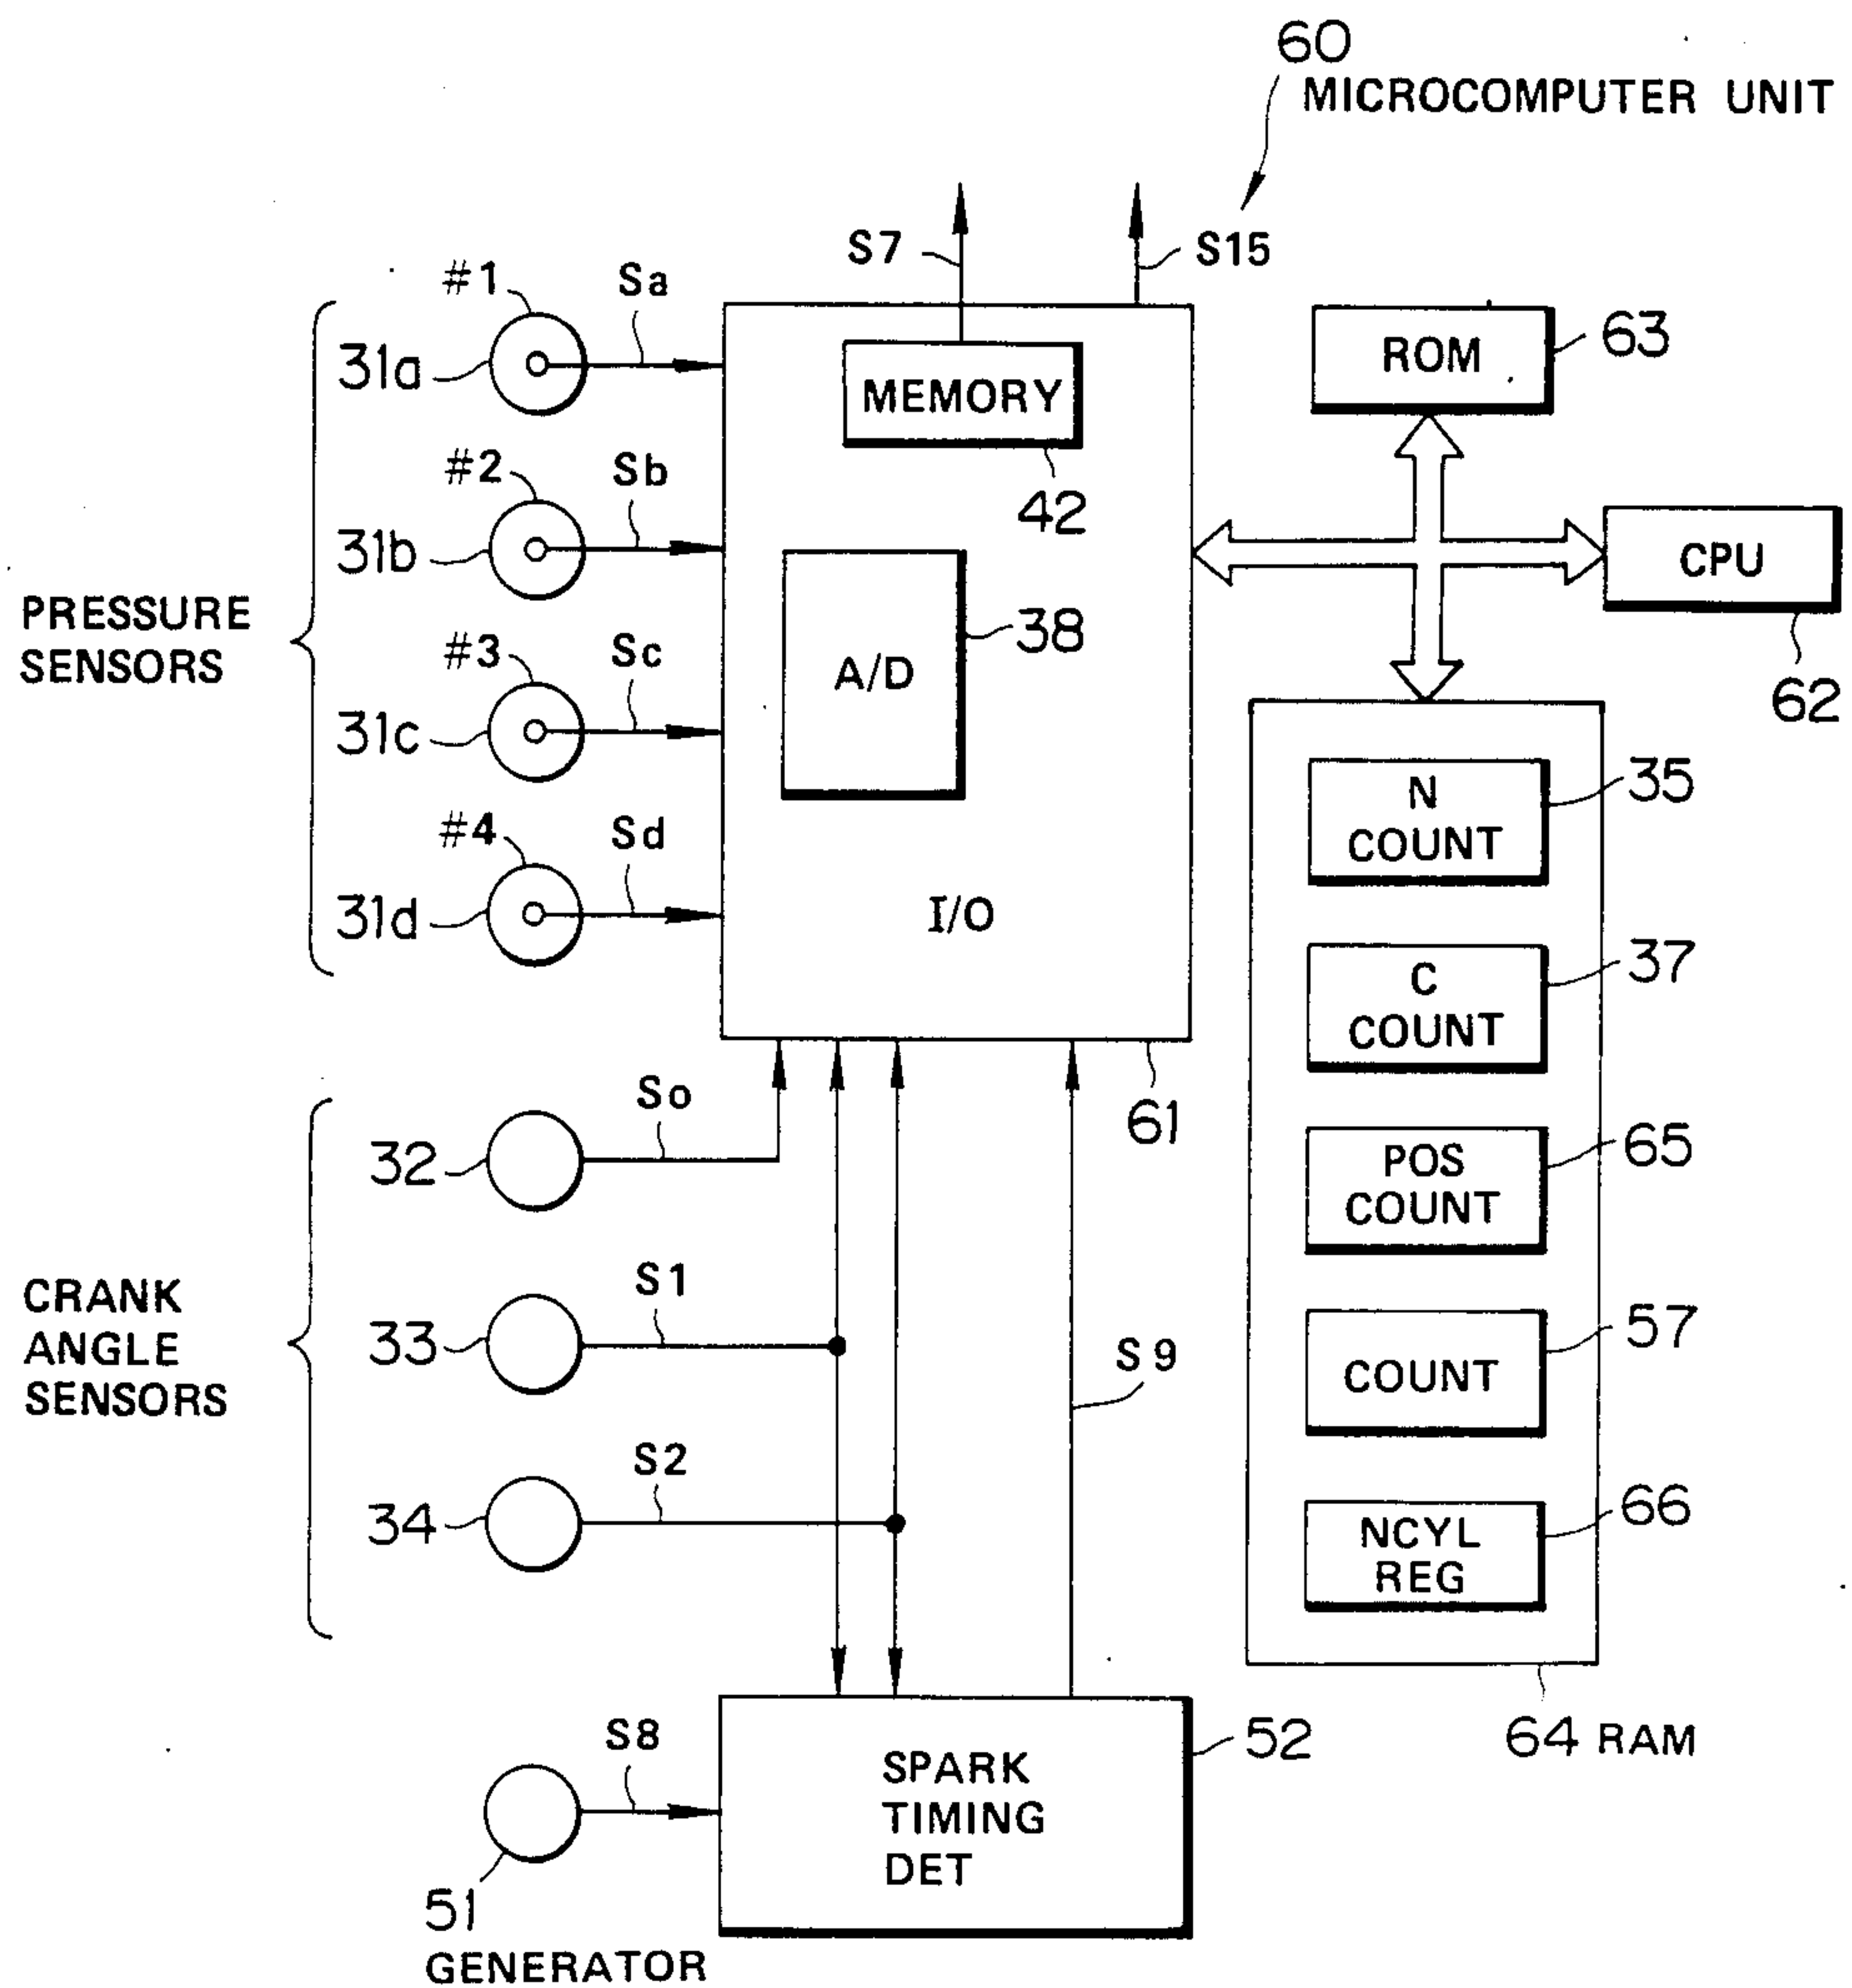 60
MICROCOMPUTER UNIT
S7
S15
#1
Sa
31a
MEMORY
42
ROM
63
#2
Sb
31b
CPU
62
PRESSURE
SENSORS
#3
Sc
31c
A/D
38
#4
Sd
31d
I/O
61
N
COUNT
35
C
COUNT
37
POS
COUNT
65
COUNT
57
NCYL
REG
66
64 RAM
So
32
CRANK
ANGLE
SENSORS
S1
33
S9
S2
34
S8
SPARK
TIMING
DET
52
51
GENERATOR